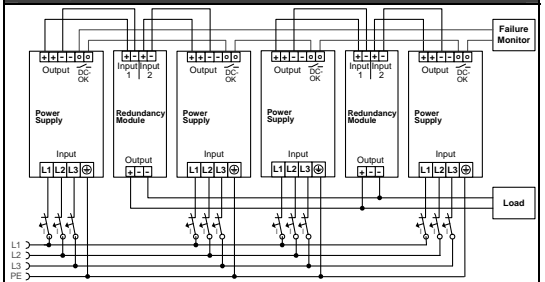 Failure
Monitor
+ + - - o o
+ - + -
+ + - - o o
+ + - - o o
+ - + -
+ + - - o o
Output
DC-
OK
Input Input
1 2
Output
DC-
OK
Output
DC-
OK
Input Input
1 2
Output
DC-
OK
Power
Supply
Redundancy
Module
Power
Supply
Power
Supply
Redundancy
Module
Power
Supply
Input
L1 L2 L3
Output
+ - -
Input
L1 L2 L3
Input
L1 L2 L3
Output
+ - -
Input
L1 L2 L3
Load
I I I
I I I
I I I
I I I
L1
L2
L3
PE